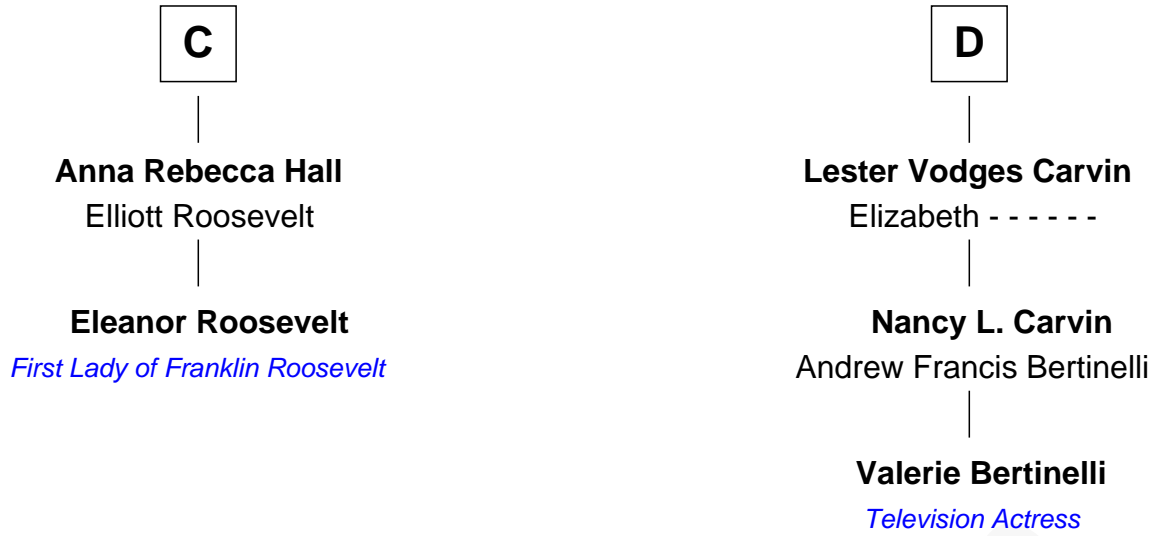 C
Anna Rebecca Hall
Elliott Roosevelt
Eleanor Roosevelt
First Lady of Franklin Roosevelt
D
Lester Vodges Carvin
Elizabeth - - - - - -
Nancy L. Carvin
Andrew Francis Bertinelli
Valerie Bertinelli
Television Actress